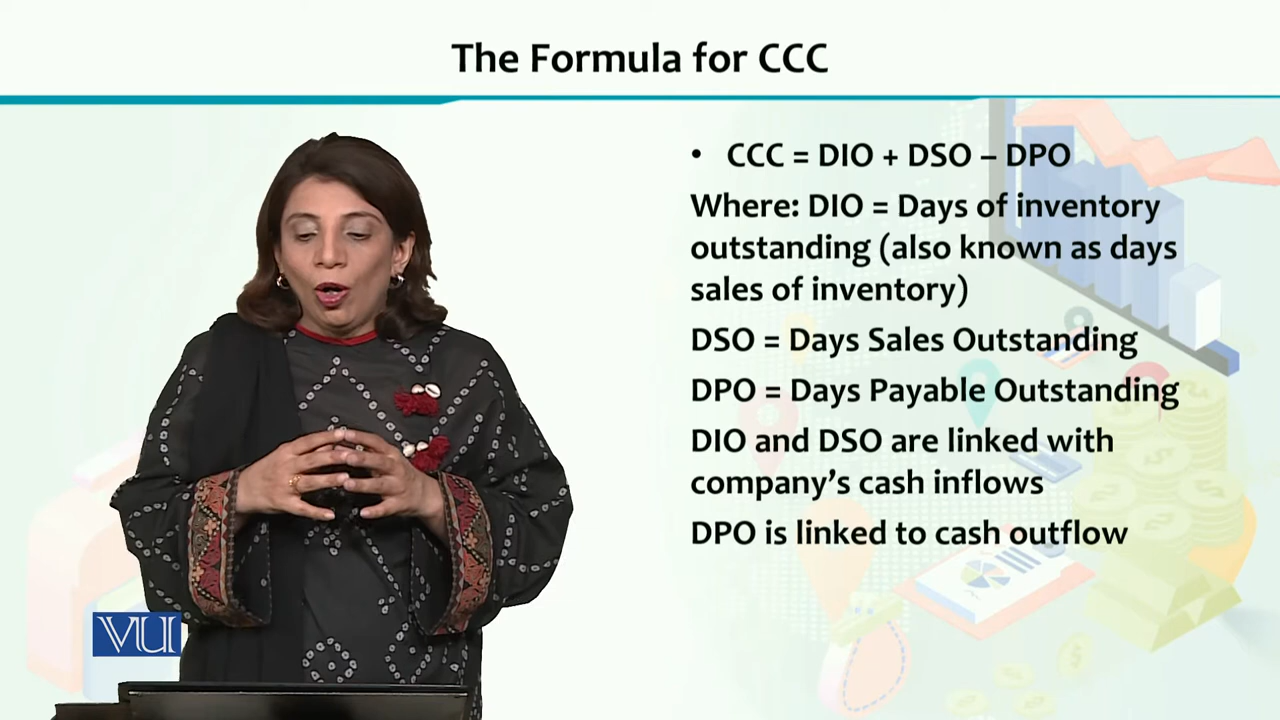 The Formula for CCC
• CCC = DIO + DSO – DPO
Where: DIO = Days of inventory
outstanding (also known as days
sales of inventory)
DSO = Days Sales Outstanding
DPO = Days Payable Outstanding
DIO and DSO are linked with
company’s cash inflows
DPO is linked to cash outflow
VU